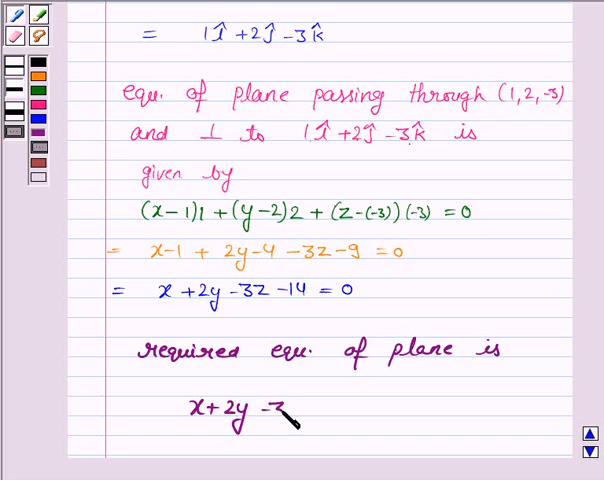 = 1î + 2ĵ - 3k̂
equ. of plane passing through (1, 2, -3)
and ⊥ to 1î + 2ĵ - 3k̂ is
given by
(x-1)1 + (y-2)2 + (z-(-3))(-3) = 0
= x-1 + 2y-4 -3z-9 = 0
= x + 2y - 3z - 14 = 0
required equ. of plane is
x + 2y - 3